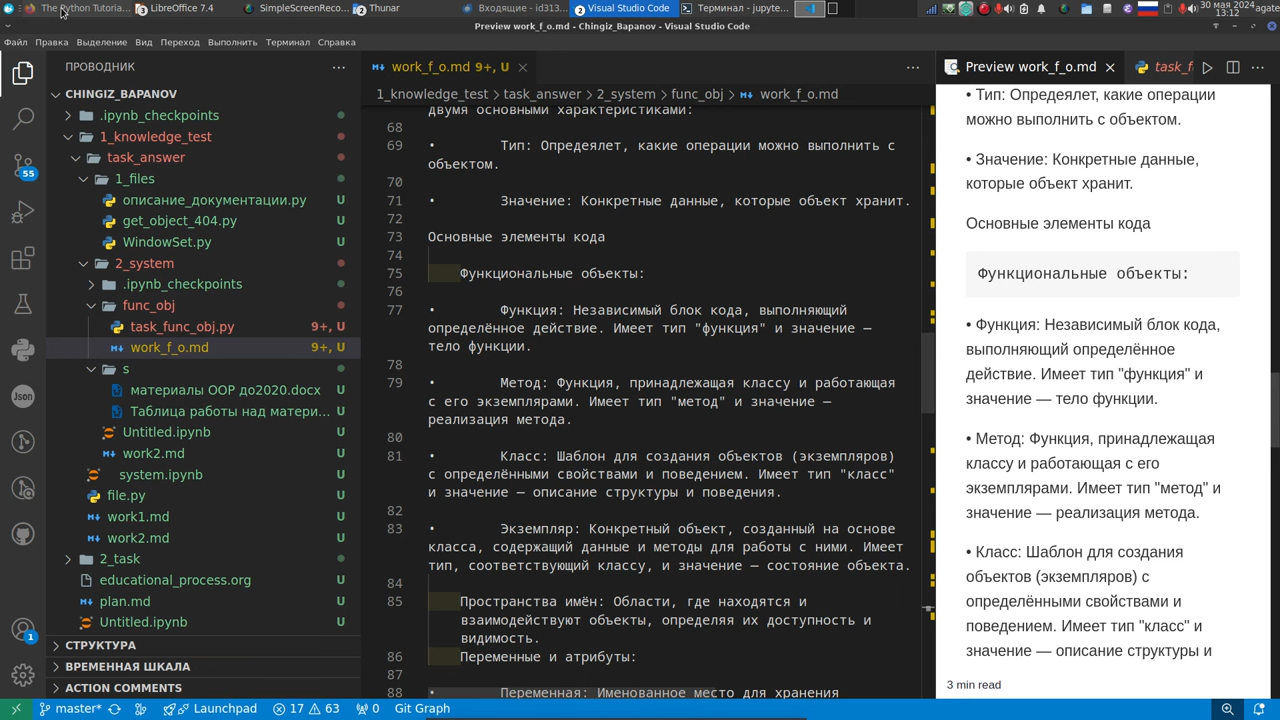 The Python Tutoria...
LibreOffice 7.4
SimpleScreenReco...
Thunar
Входящие - id313...
Visual Studio Code
Терминал - jupyte...
30 мая 2024
agate
13:12
Preview work_f_o.md - Chingiz_Bapanov - Visual Studio Code
Файл Правка Выделение Вид Переход Выполнить Терминал Справка
ПРОВОДНИК
CHINGIZ_BAPANOV
.ipynb_checkpoints
1_knowledge_test
task_answer
1_files
описание_документации.py U
get_object_404.py U
WindowSet.py U
2_system
.ipynb_checkpoints
func_obj
task_func_obj.py 9+, U
work_f_o.md 9+, U
s
материалы ООР до2020.docx U
Таблица работы над матери... U
Untitled.ipynb U
work2.md U
system.ipynb U
file.py U
work1.md U
work2.md U
2_task
educational_process.org U
plan.md U
Untitled.ipynb U
СТРУКТУРА
ВРЕМЕННАЯ ШКАЛА
ACTION COMMENTS
55
Json
1
work_f_o.md 9+, U
1_knowledge_test > task_answer > 2_system > func_obj > work_f_o.md
двумя основными характеристиками:
68
69 • Тип: Опредеялет, какие операции можно выполнить с
объектом.
70
71 • Значение: Конкретные данные, которые объект хранит.
72
73 Основные элементы кода
74
75 Функциональные объекты:
76
77 • Функция: Независимый блок кода, выполняющий
определённое действие. Имеет тип "функция" и значение —
тело функции.
78
79 • Метод: Функция, принадлежащая классу и работающая
с его экземплярами. Имеет тип "метод" и значение —
реализация метода.
80
81 • Класс: Шаблон для создания объектов (экземпляров)
с определёнными свойствами и поведением. Имеет тип "класс"
и значение — описание структуры и поведения.
82
83 • Экземпляр: Конкретный объект, созданный на основе
класса, содержащий данные и методы для работы с ними. Имеет
тип, соответствующий классу, и значение — состояние объекта.
84
85 Пространства имён: Области, где находятся и
взаимодействуют объекты, определяя их доступность и
видимость.
86 Переменные и атрибуты:
87
88 • Переменная: Именованное место для хранения
Preview work_f_o.md
task_f
• Тип: Опредеялет, какие операции
можно выполнить с объектом.
• Значение: Конкретные данные,
которые объект хранит.
Основные элементы кода
Функциональные объекты:
• Функция: Независимый блок кода,
выполняющий определённое
действие. Имеет тип "функция" и
значение — тело функции.
• Метод: Функция, принадлежащая
классу и работающая с его
экземплярами. Имеет тип "метод" и
значение — реализация метода.
• Класс: Шаблон для создания
объектов (экземпляров) с
определёнными свойствами и
поведением. Имеет тип "класс" и
значение — описание структуры и
3 min read
master* Launchpad 17 63 0 Git Graph